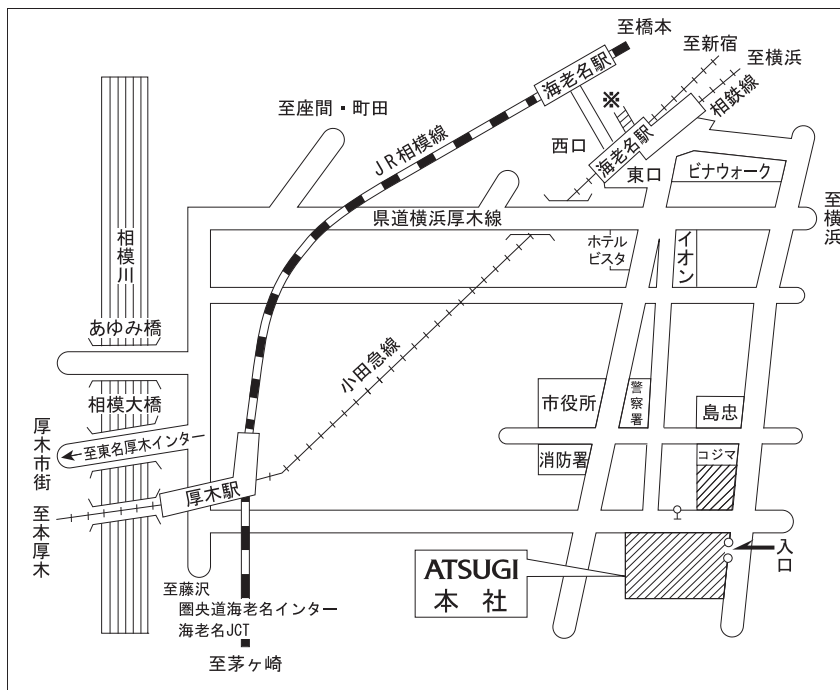 至橋本
至新宿
至横浜
海老名駅
※
相鉄線
至座間・町田
JR相模線
西口
海老名駅
東口
ビナウォーク
県道横浜厚木線
至横浜
相模川
ホテル
ビスタ
イオン
あゆみ橋
小田急線
相模大橋
市役所
警察署
島忠
厚木市街
至東名厚木インター
消防署
コジマ
厚木駅
至本厚木
入口
ATSUGI
本社
至藤沢
圏央道海老名インター
海老名JCT
至茅ヶ崎